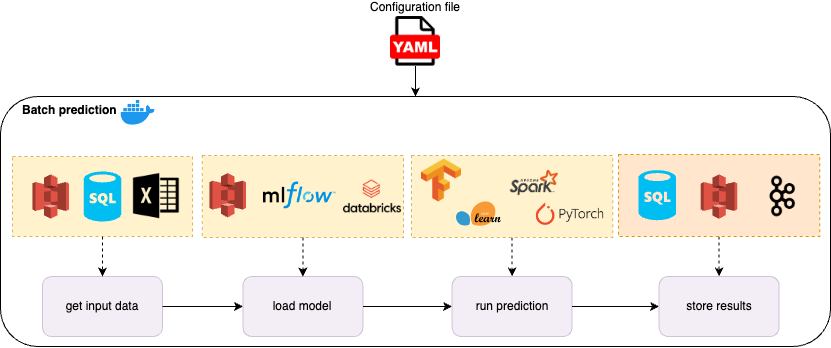 Configuration file
YAML
Batch prediction
SQL
X
mlflow
databricks
APACHE
Spark
learn
PyTorch
SQL
get input data
load model
run prediction
store results